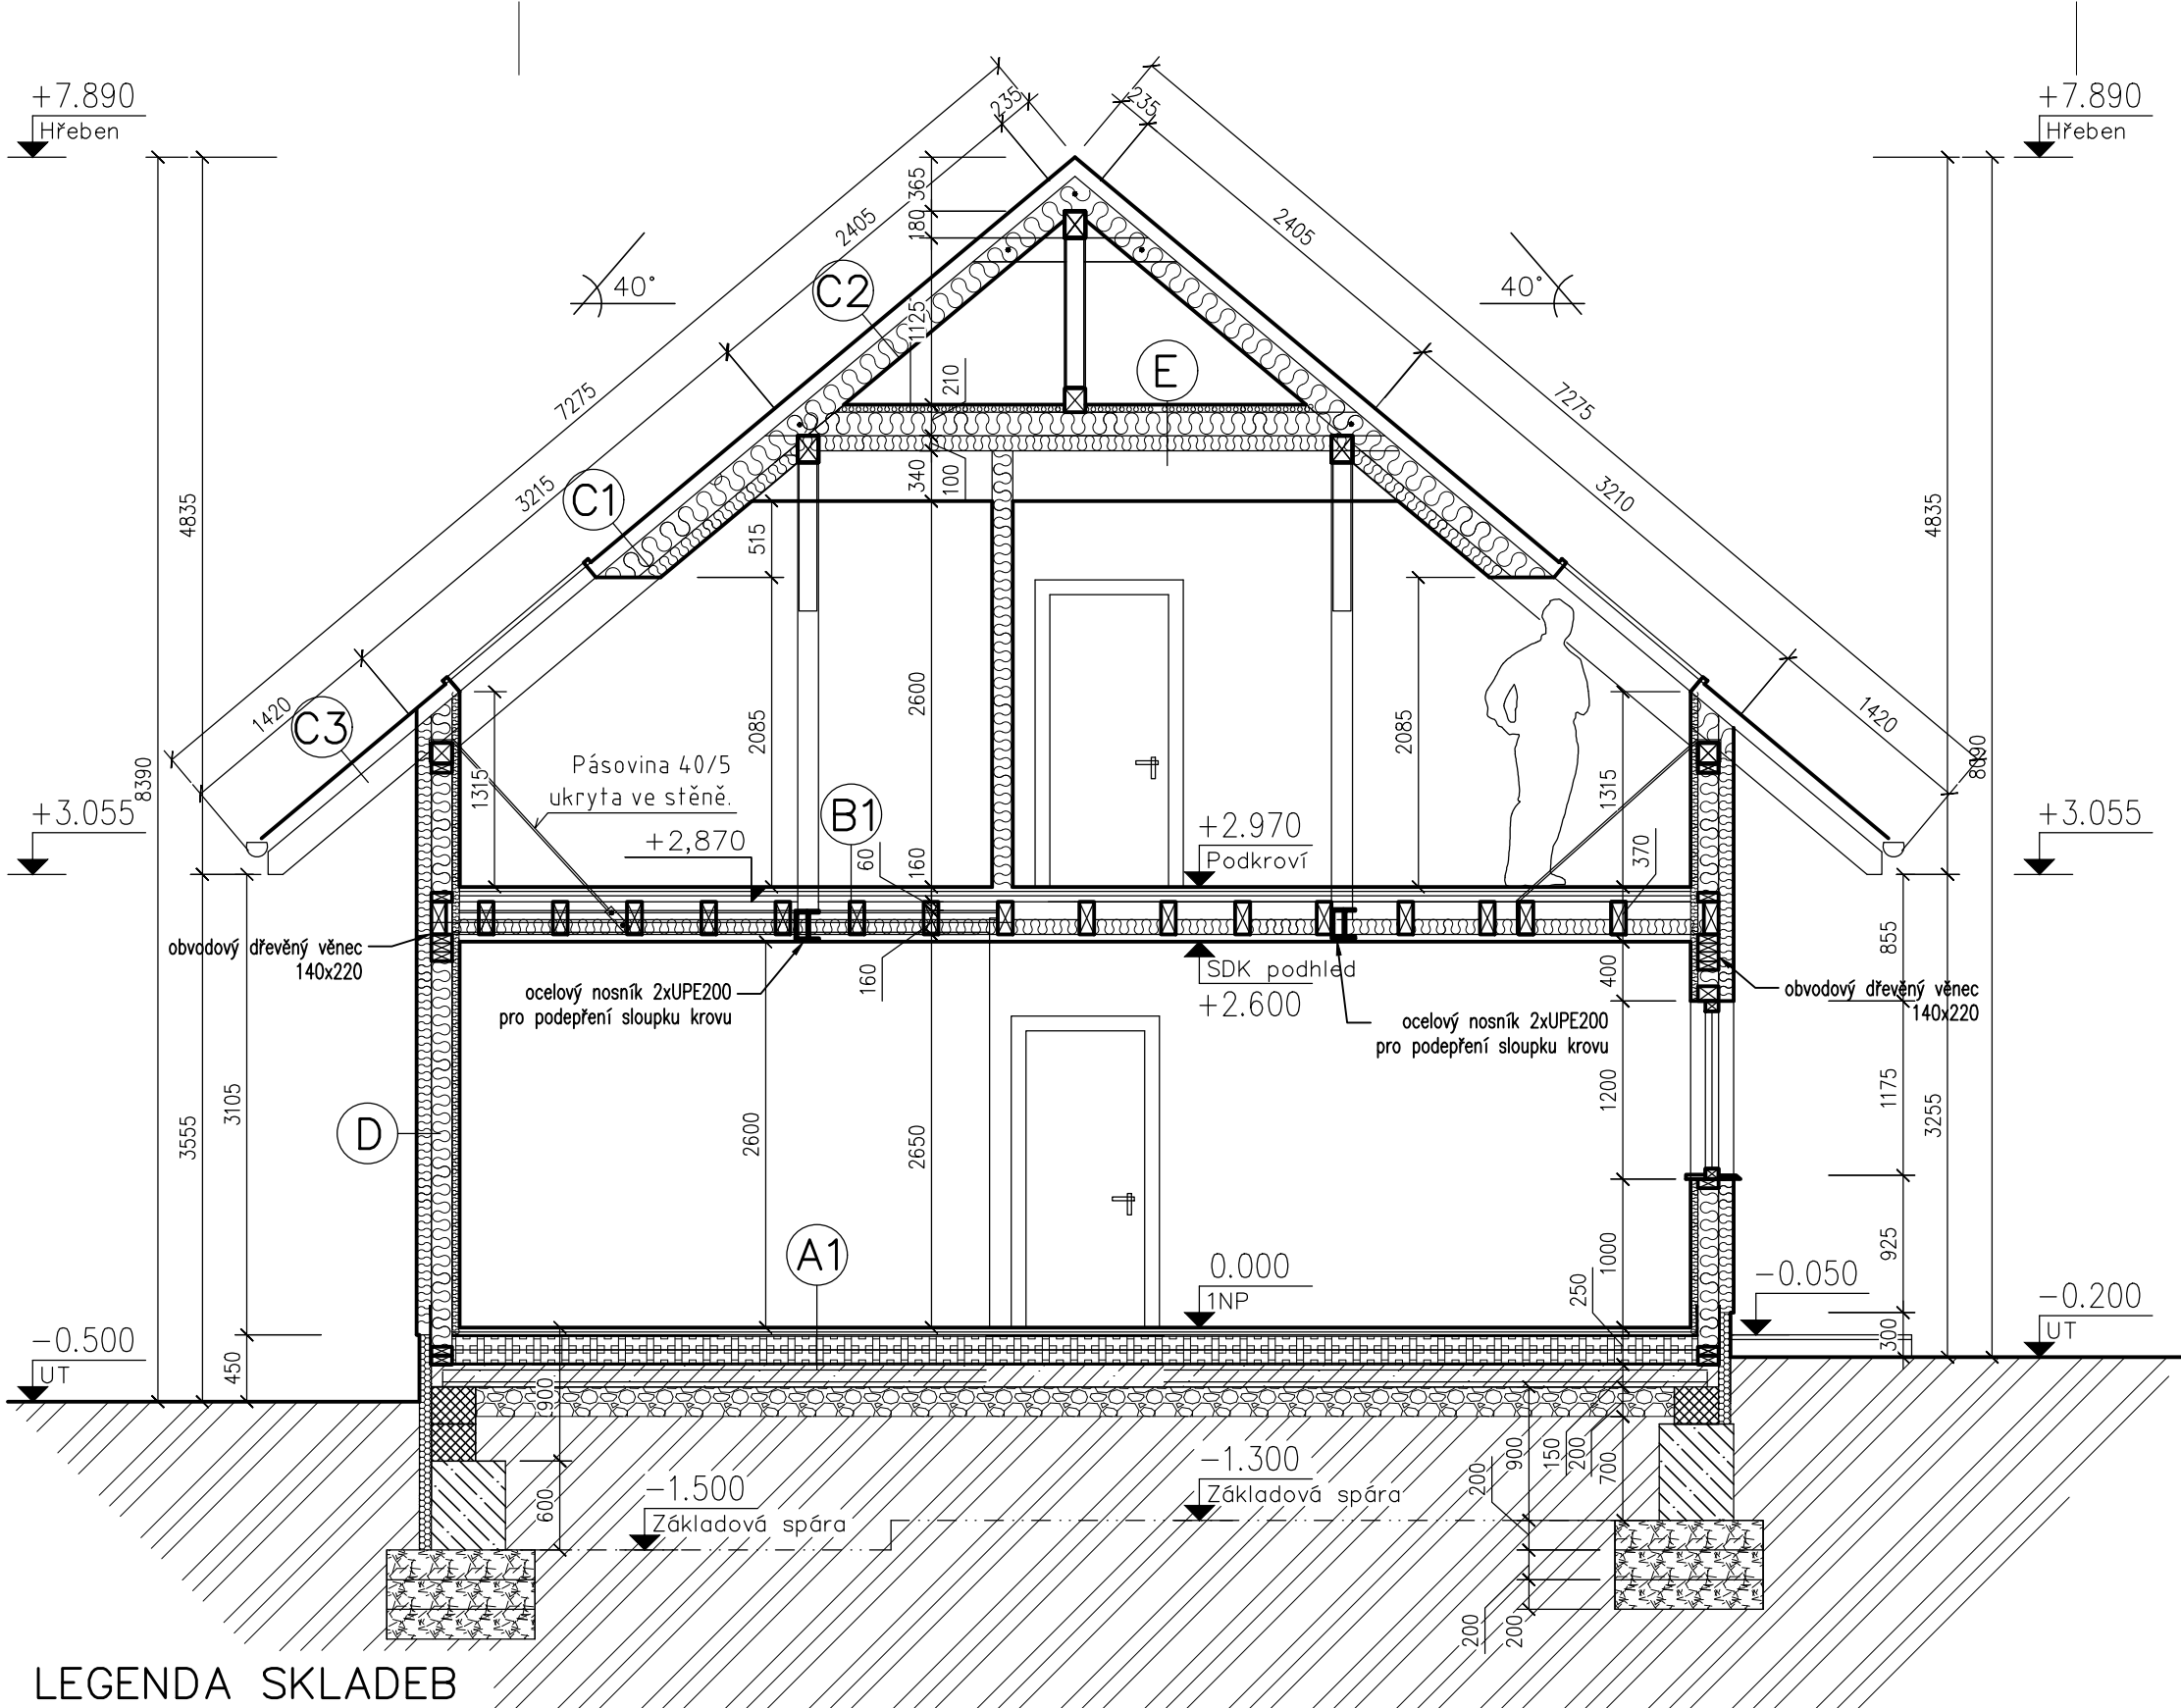 +7.890
Hřeben
+7.890
Hřeben
235
235
365
180
2405
2405
40°
40°
C2
1125
E
210
7275
7275
340
100
3215
C1
3210
4835
4835
515
2600
2085
2085
1420
C3
1420
8390
8090
1315
1315
Pásovina 40/5
ukryta ve stěně.
B1
+3.055
+3.055
+2,870
60
160
+2.970
Podkroví
370
obvodový dřevěný věnec
140x220
160
SDK podhled
+2.600
400
855
ocelový nosník 2xUPE200
pro podepření sloupku krovu
ocelový nosník 2xUPE200
pro podepření sloupku krovu
obvodový dřevěný věnec
140x220
3105
3555
D
2600
2650
1200
1175
3255
A1
0.000
1NP
1000
925
250
-0.050
-0.500
UT
-0.200
UT
450
300
900
600
-1.500
Základová spára
-1.300
Základová spára
200
900
150
200
700
200
200
LEGENDA SKLADEB